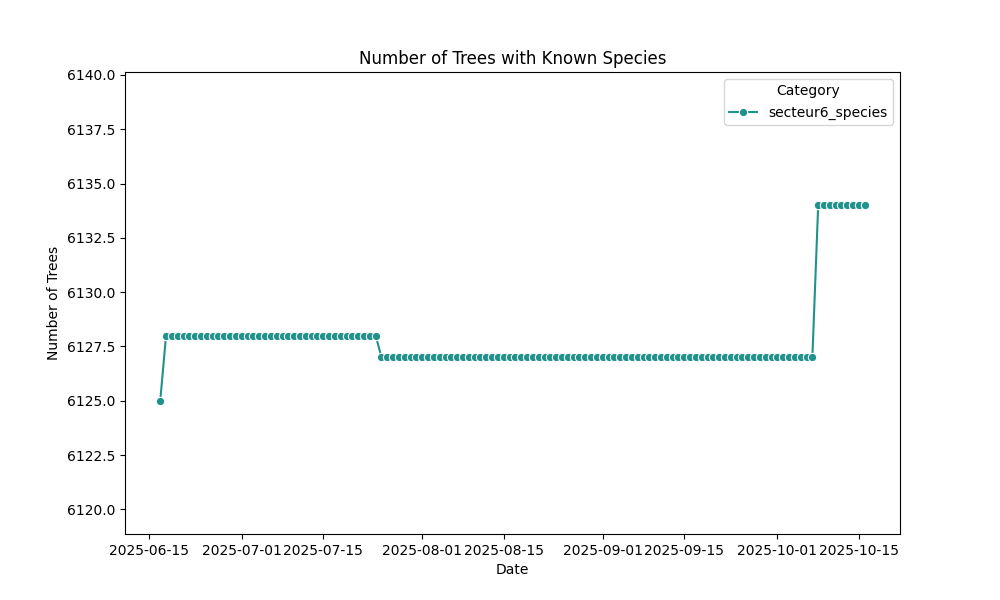 Number of Trees with Known Species
6140.0
6137.5
6135.0
6132.5
6130.0
6127.5
6125.0
6122.5
6120.0
Number of Trees
Category
secteur6_species
2025-06-15 2025-07-01 2025-07-15 2025-08-01 2025-08-15 2025-09-01 2025-09-15 2025-10-01 2025-10-15
Date